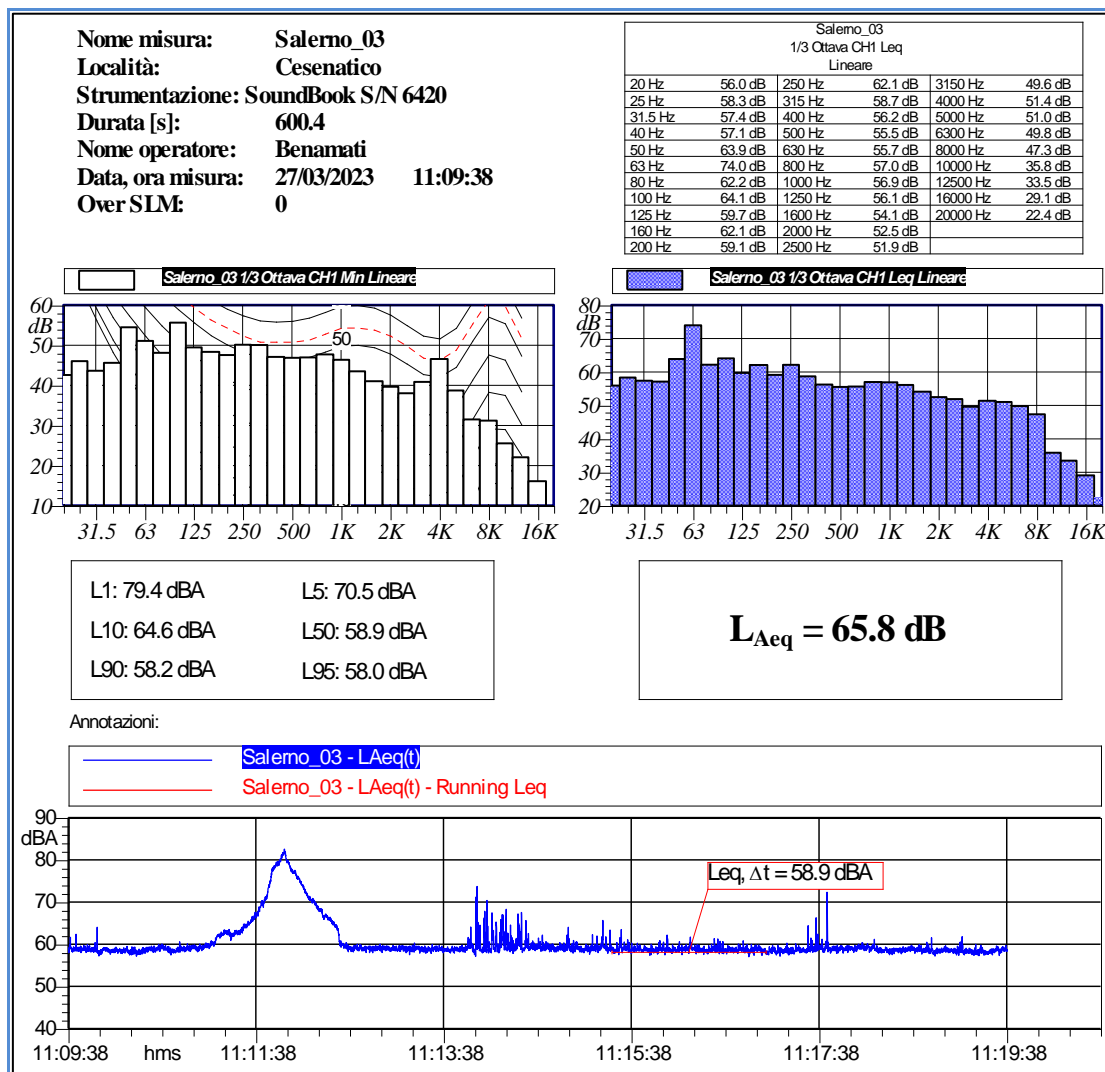 Nome misura: Salerno_03
Località: Cesenatico
Strumentazione: SoundBook S/N 6420
Durata [s]: 600.4
Nome operatore: Benamati
Data, ora misura: 27/03/2023 11:09:38
Over SLM: 0
Salerno_03
1/3 Ottava CH1 Leq
Lineare
20 Hz 56.0 dB 250 Hz 62.1 dB 3150 Hz 49.6 dB
25 Hz 58.3 dB 315 Hz 58.7 dB 4000 Hz 51.4 dB
31.5 Hz 57.4 dB 400 Hz 56.2 dB 5000 Hz 51.0 dB
40 Hz 57.1 dB 500 Hz 55.5 dB 6300 Hz 49.8 dB
50 Hz 63.9 dB 630 Hz 55.7 dB 8000 Hz 47.3 dB
63 Hz 74.0 dB 800 Hz 57.0 dB 10000 Hz 35.8 dB
80 Hz 62.2 dB 1000 Hz 56.9 dB 12500 Hz 33.5 dB
100 Hz 64.1 dB 1250 Hz 56.1 dB 16000 Hz 29.1 dB
125 Hz 59.7 dB 1600 Hz 54.1 dB 20000 Hz 22.4 dB
160 Hz 62.1 dB 2000 Hz 52.5 dB
200 Hz 59.1 dB 2500 Hz 51.9 dB
Salerno_03 1/3 Ottava CH1 Min Lineare
60
dB
50
40
30
20
10
50
31.5 63 125 250 500 1K 2K 4K 8K 16K
Salerno_03 1/3 Ottava CH1 Leq Lineare
80
dB
70
60
50
40
30
20
31.5 63 125 250 500 1K 2K 4K 8K 16K
L1: 79.4 dBA L5: 70.5 dBA
L10: 64.6 dBA L50: 58.9 dBA
L90: 58.2 dBA L95: 58.0 dBA
LAeq = 65.8 dB
Annotazioni:
Salerno_03 - LAeq(t)
Salerno_03 - LAeq(t) - Running Leq
90
dBA
80
70
60
50
40
Leq, Δt = 58.9 dBA
11:09:38 hms 11:11:38 11:13:38 11:15:38 11:17:38 11:19:38